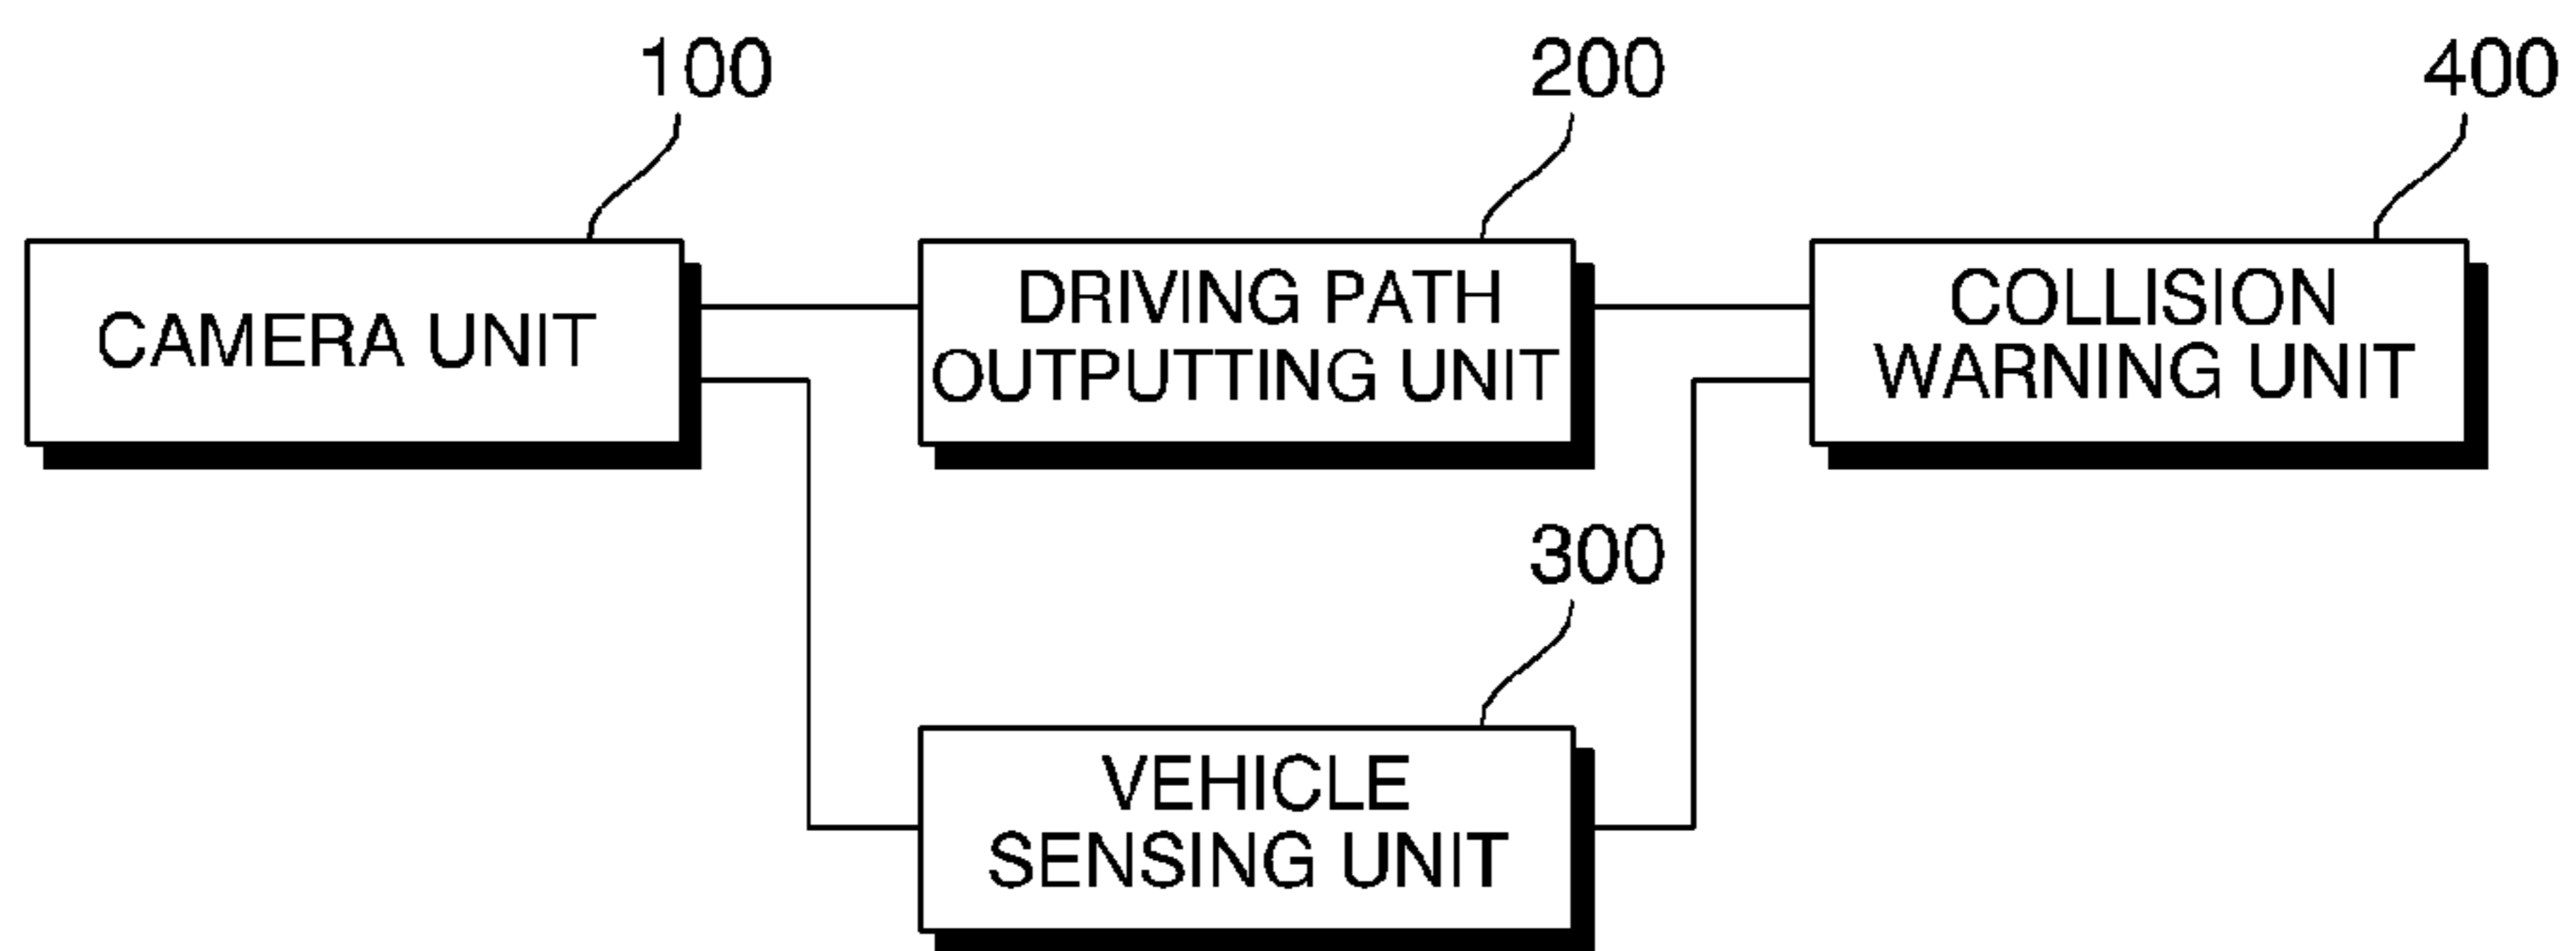 100
200
400
CAMERA UNIT
DRIVING PATH
OUTPUTTING UNIT
COLLISION
WARNING UNIT
300
VEHICLE
SENSING UNIT